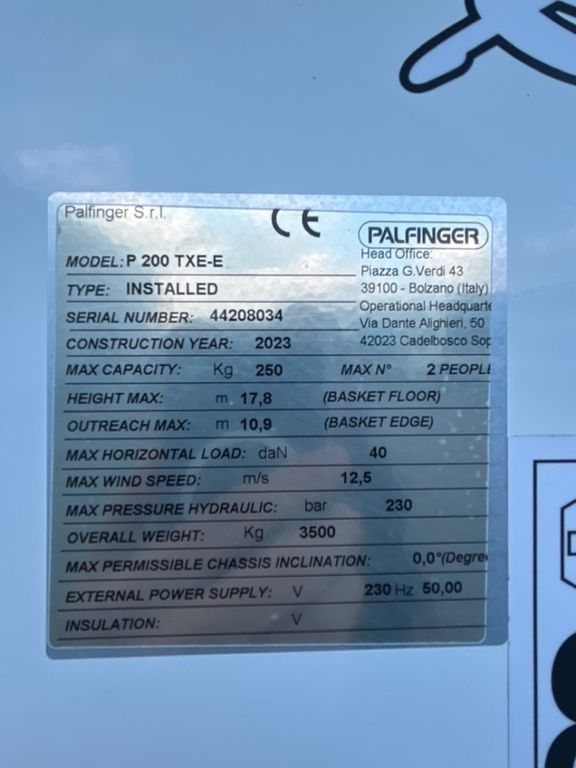 Palfinger S.r.l.
CE
PALFINGER
Head Office:
Piazza G.Verdi 43
39100 - Bolzano (Italy)
Operational Headquarte
Via Dante Alighieri, 50
42023 Cadelbosco Sop
MODEL: P 200 TXE-E
TYPE: INSTALLED
SERIAL NUMBER: 44208034
CONSTRUCTION YEAR: 2023
MAX CAPACITY: Kg 250 MAX N° 2 PEOPLE
HEIGHT MAX: m 17,8 (BASKET FLOOR)
OUTREACH MAX: m 10,9 (BASKET EDGE)
MAX HORIZONTAL LOAD: daN 40
MAX WIND SPEED: m/s 12,5
MAX PRESSURE HYDRAULIC: bar 230
OVERALL WEIGHT: Kg 3500
MAX PERMISSIBLE CHASSIS INCLINATION: 0,0°(Degre
EXTERNAL POWER SUPPLY: V 230 Hz 50,00
INSULATION: V